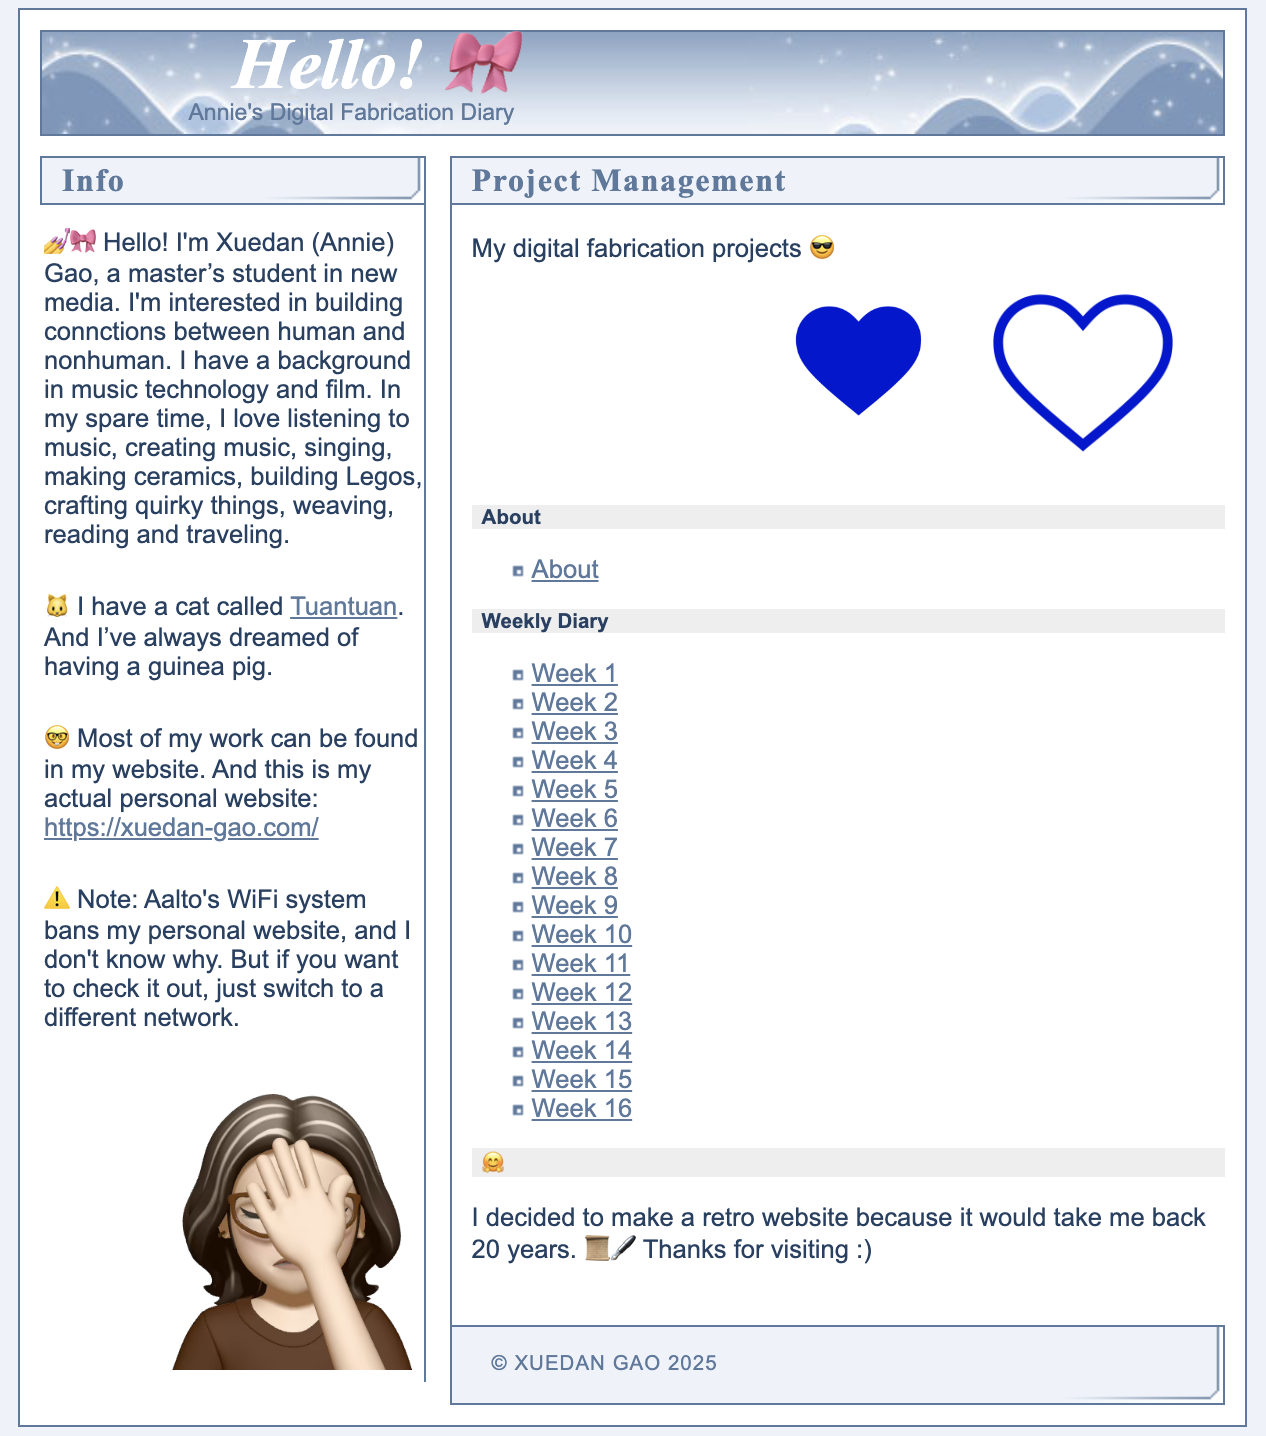 Hello! 🎀
Annie's Digital Fabrication Diary
Info
💅🎀 Hello! I'm Xuedan (Annie)
Gao, a master’s student in new
media. I'm interested in building
connctions between human and
nonhuman. I have a background
in music technology and film. In
my spare time, I love listening to
music, creating music, singing,
making ceramics, building Legos,
crafting quirky things, weaving,
reading and traveling.
🐱 I have a cat called Tuantuan.
And I’ve always dreamed of
having a guinea pig.
🤓 Most of my work can be found
in my website. And this is my
actual personal website:
https://xuedan-gao.com/
⚠️ Note: Aalto's WiFi system
bans my personal website, and I
don't know why. But if you want
to check it out, just switch to a
different network.
Project Management
My digital fabrication projects 😎
About
About
Weekly Diary
Week 1
Week 2
Week 3
Week 4
Week 5
Week 6
Week 7
Week 8
Week 9
Week 10
Week 11
Week 12
Week 13
Week 14
Week 15
Week 16
🤗
I decided to make a retro website because it would take me back
20 years. 📜🖋️ Thanks for visiting :)
© XUEDAN GAO 2025